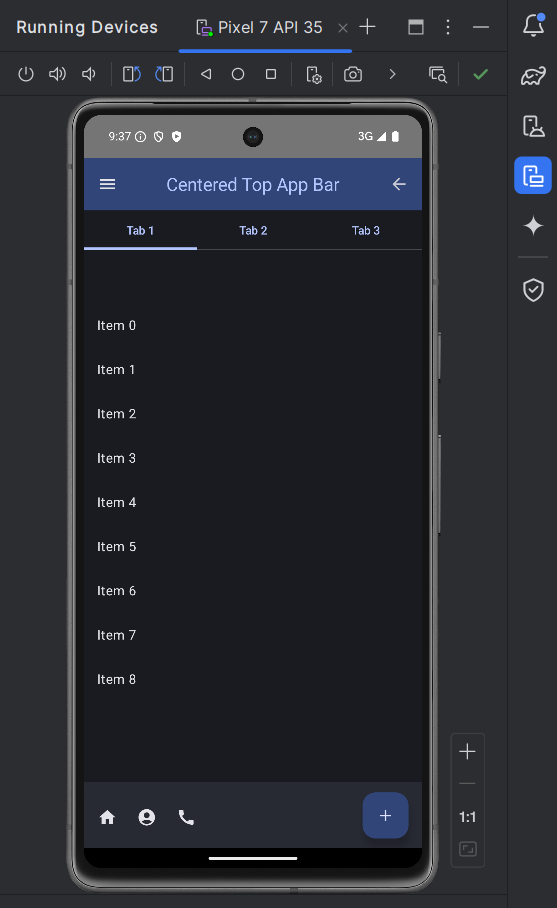 Running Devices
Pixel 7 API 35
9:37
3G
Centered Top App Bar
Tab 1
Tab 2
Tab 3
Item 0
Item 1
Item 2
Item 3
Item 4
Item 5
Item 6
Item 7
Item 8
1:1